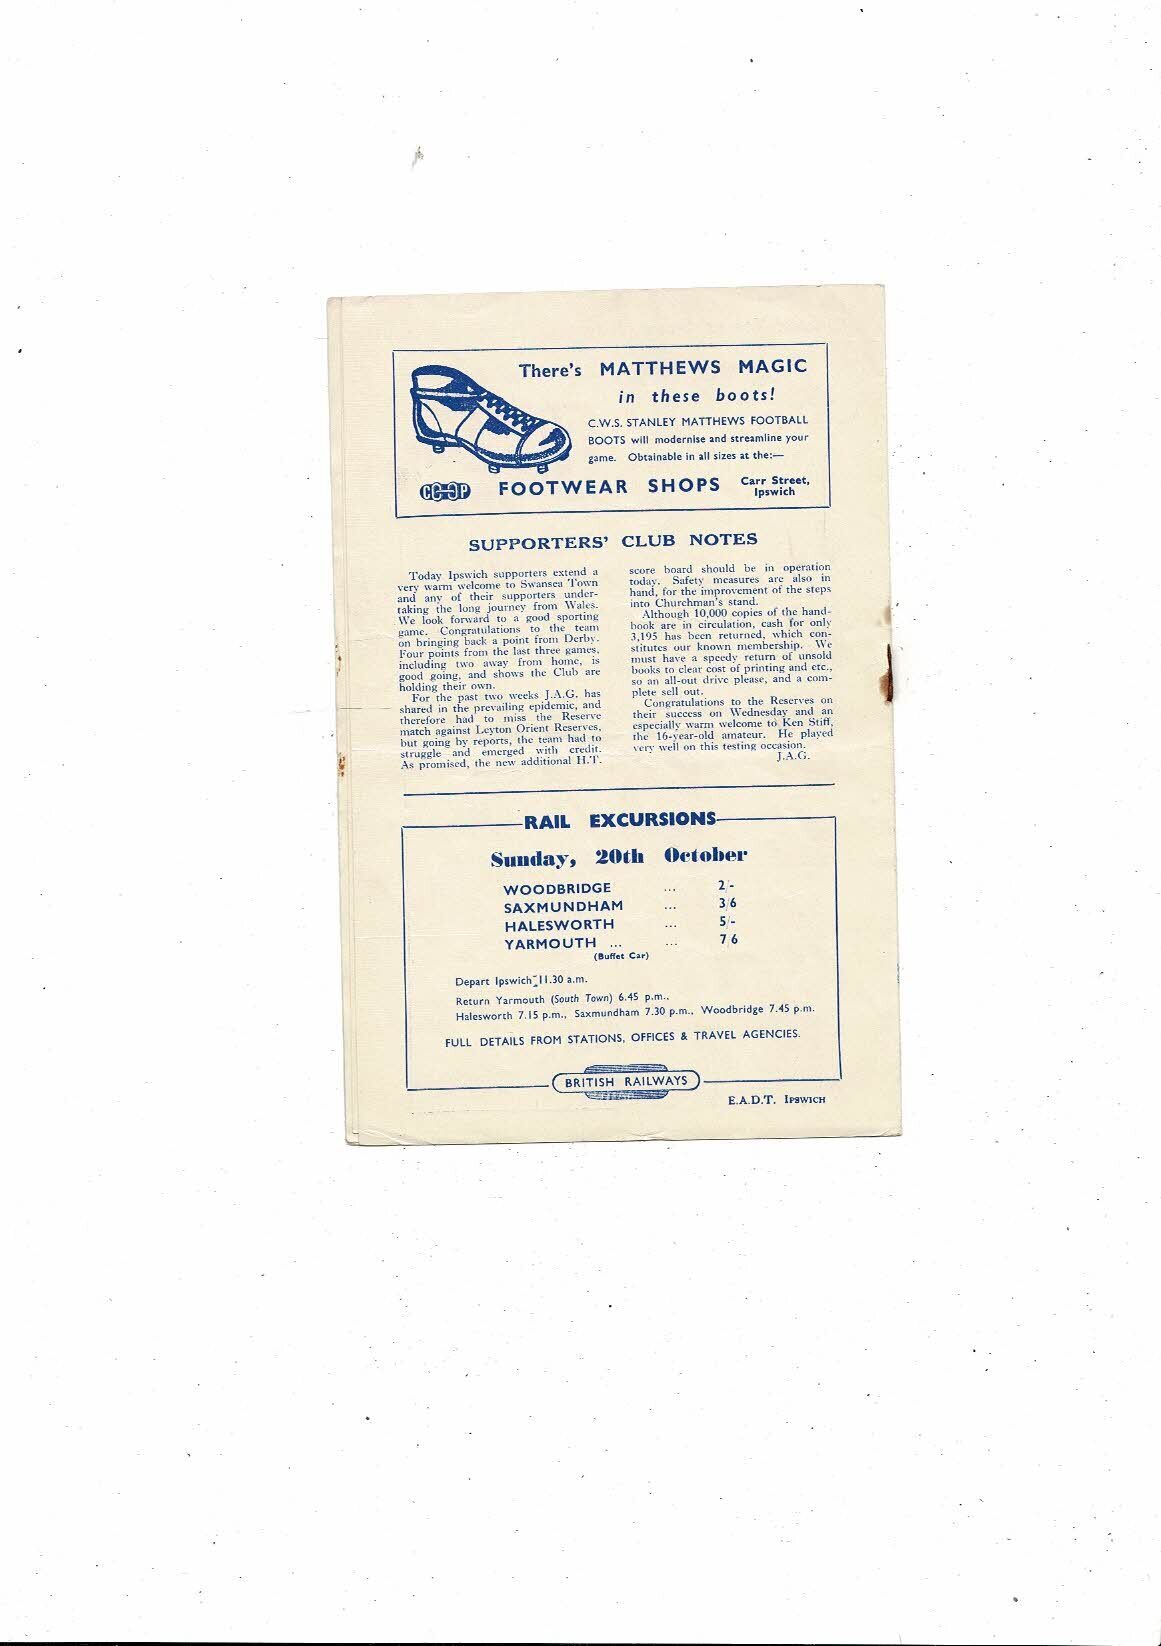 There's MATTHEWS MAGIC
in these boots!
C.W.S. STANLEY MATTHEWS FOOTBALL
BOOTS will modernise and streamline your
game. Obtainable in all sizes at the:—
CO-OP FOOTWEAR SHOPS Carr Street,
Ipswich
SUPPORTERS' CLUB NOTES
Today Ipswich supporters extend a
very warm welcome to Swansea Town
and any of their supporters under-
taking the long journey from Wales.
We look forward to a good sporting
game. Congratulations to the team
on bringing back a point from Derby.
Four points from the last three games,
including two away from home, is
good going, and shows the Club are
holding their own.
For the past two weeks J.A.G. has
shared in the prevailing epidemic, and
therefore had to miss the Reserve
match against Leyton Orient Reserves,
but going by reports, the team had to
struggle and emerged with credit.
As promised, the new additional H.T.
score board should be in operation
today. Safety measures are also in
hand, for the improvement of the steps
into Churchman's stand.
Although 10,000 copies of the hand-
book are in circulation, cash for only
3,195 has been returned, which con-
stitutes our known membership. We
must have a speedy return of unsold
books to clear cost of printing and etc.,
so an all-out drive please, and a com-
plete sell out.
Congratulations to the Reserves on
their success on Wednesday and an
especially warm welcome to Ken Stiff,
the 16-year-old amateur. He played
very well on this testing occasion.
J.A.G.
RAIL EXCURSIONS
Sunday, 20th October
WOODBRIDGE ... 2/-
SAXMUNDHAM ... 3/6
HALESWORTH ... 5/-
YARMOUTH ... ... 7/6
(Buffet Car)
Depart Ipswich 11.30 a.m.
Return Yarmouth (South Town) 6.45 p.m.,
Halesworth 7.15 p.m., Saxmundham 7.30 p.m., Woodbridge 7.45 p.m.
FULL DETAILS FROM STATIONS, OFFICES & TRAVEL AGENCIES.
BRITISH RAILWAYS
E.A.D.T. IPSWICH